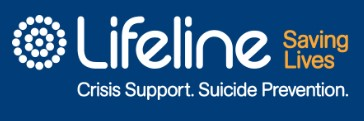 Lifeline
Saving
Lives
Crisis Support. Suicide Prevention.